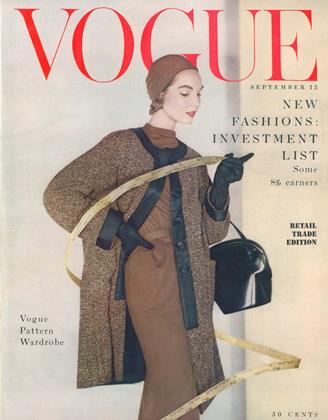 VOGUE
SEPTEMBER 15
NEW
FASHIONS:
INVESTMENT
LIST
Some
8% earners
RETAIL
TRADE
EDITION
Vogue
Pattern
Wardrobe
50 CENTS